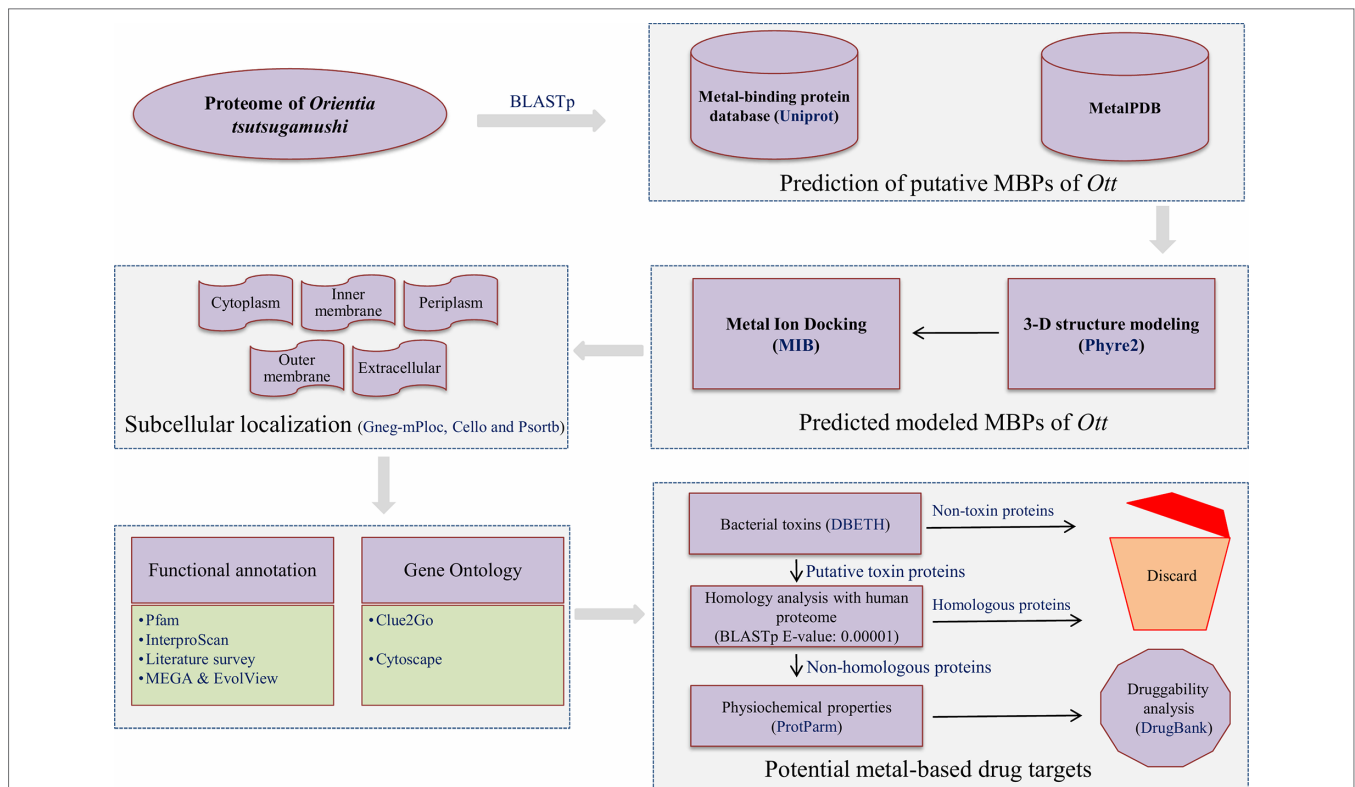 Proteome of Orientia
tsutsugamushi
BLASTp
Metal-binding protein
database (Uniprot)
MetalPDB
Prediction of putative MBPs of Ott
3-D structure modeling
(Phyre2)
Metal Ion Docking
(MIB)
Predicted modeled MBPs of Ott
Cytoplasm
Inner
membrane
Periplasm
Outer
membrane
Extracellular
Subcellular localization (Gneg-mPloc, Cello and Psortb)
Functional annotation
•Pfam
•InterproScan
•Literature survey
•MEGA & EvolView
Gene Ontology
•Clue2Go
•Cytoscape
Bacterial toxins (DBETH)
Non-toxin proteins
Discard
Putative toxin proteins
Homology analysis with human
proteome
(BLASTp E-value: 0.00001)
Homologous proteins
Non-homologous proteins
Physiochemical properties
(ProtParm)
Druggability
analysis
(DrugBank)
Potential metal-based drug targets